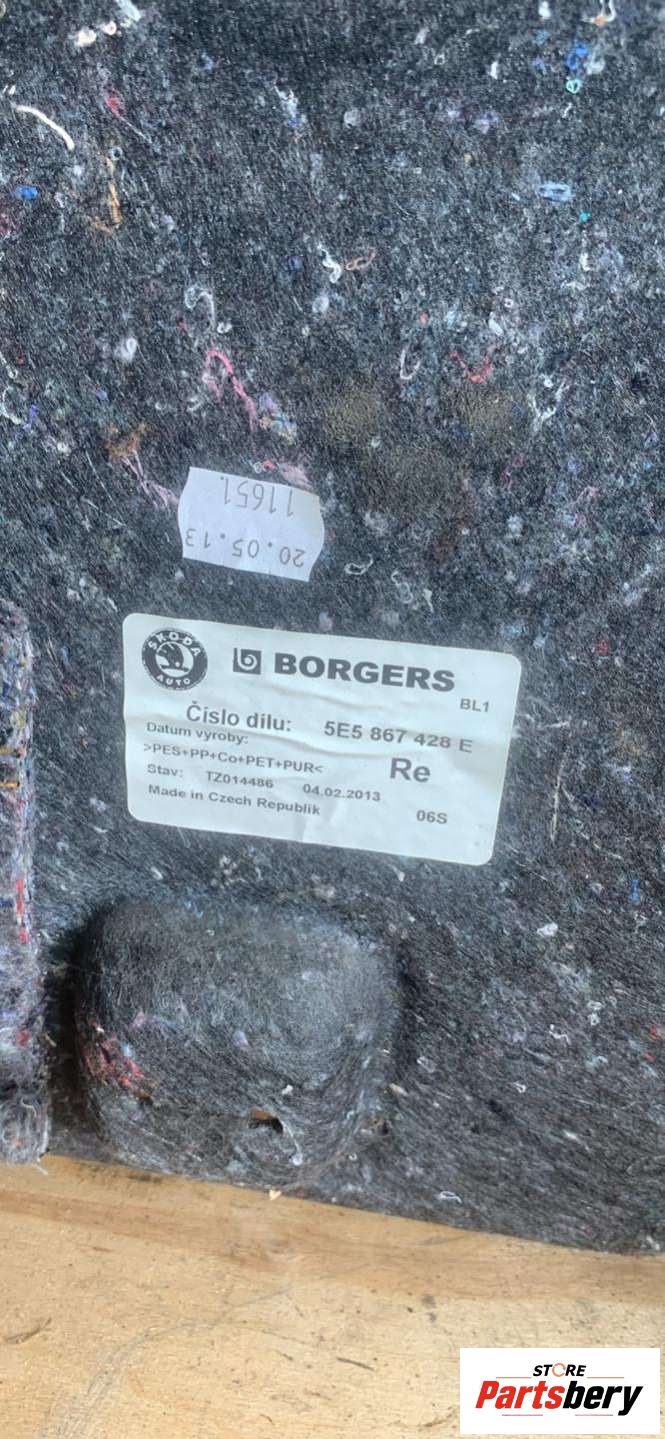 11651
20.05.13
SKODA
AUTO
BORGERS
BL1
Číslo dílu: 5E5 867 428 E
Datum výroby:
>PES+PP+Co+PET+PUR< Re
Stav: TZ014486 04.02.2013
Made in Czech Republik 06S
STORE
Partsbery